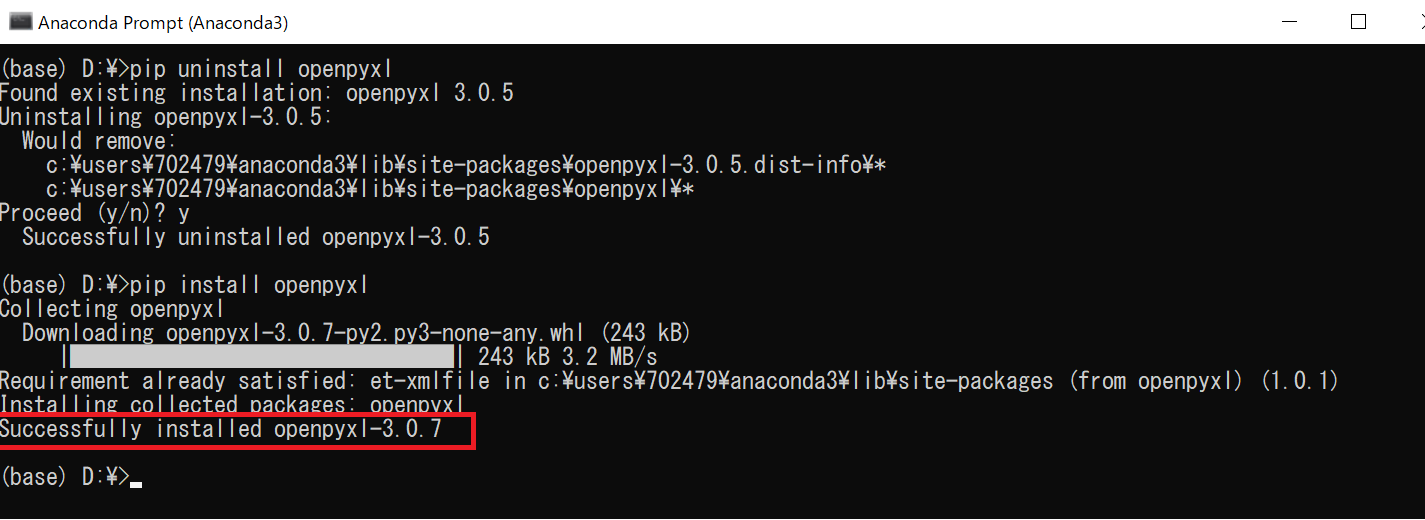 Anaconda Prompt (Anaconda3)
(base) D:¥>pip uninstall openpyxl
Found existing installation: openpyxl 3.0.5
Uninstalling openpyxl-3.0.5:
  Would remove:
    c:¥users¥702479¥anaconda3¥lib¥site-packages¥openpyxl-3.0.5.dist-info¥*
    c:¥users¥702479¥anaconda3¥lib¥site-packages¥openpyxl¥*
Proceed (y/n)? y
  Successfully uninstalled openpyxl-3.0.5
(base) D:¥>pip install openpyxl
Collecting openpyxl
  Downloading openpyxl-3.0.7-py2.py3-none-any.whl (243 kB)
     |████████████████████████████████| 243 kB 3.2 MB/s
Requirement already satisfied: et-xmlfile in c:¥users¥702479¥anaconda3¥lib¥site-packages (from openpyxl) (1.0.1)
Installing collected packages: openpyxl
Successfully installed openpyxl-3.0.7
(base) D:¥>